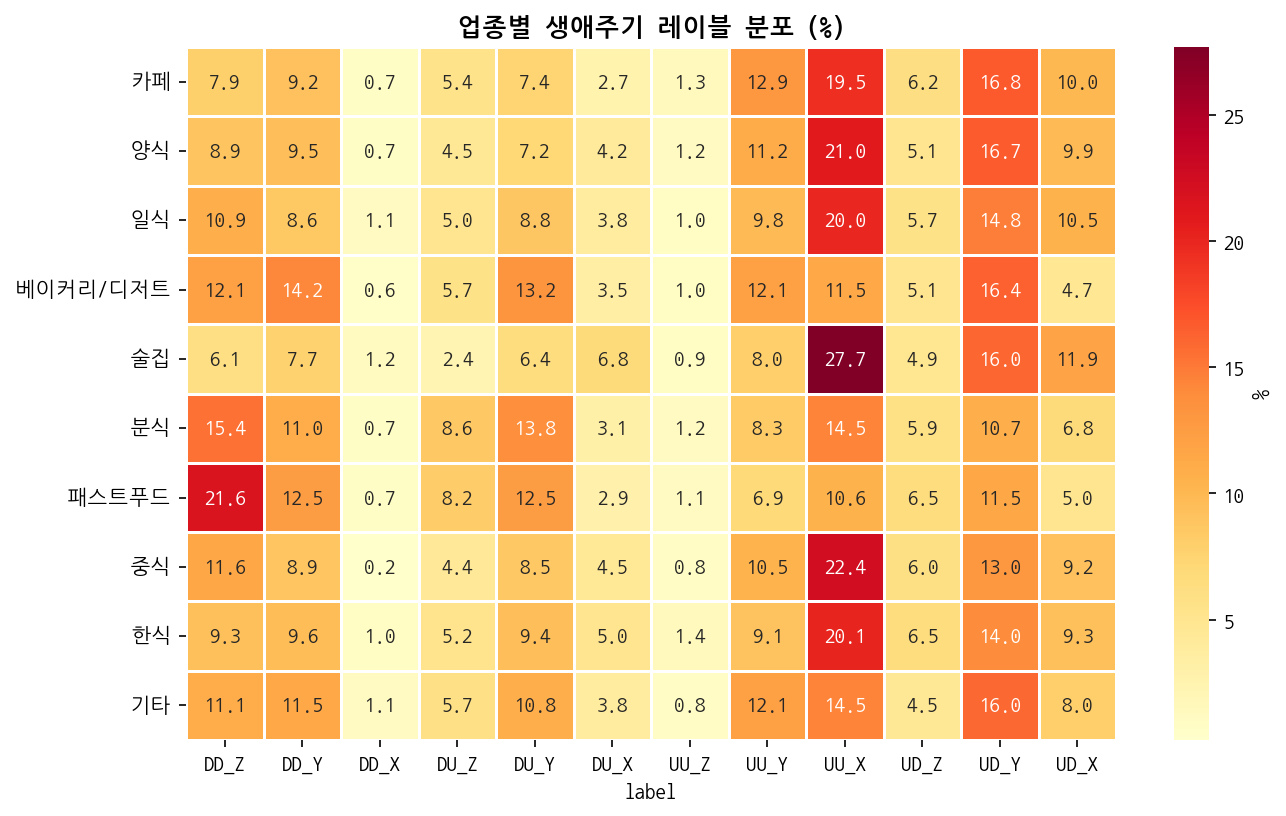 업종별 생애주기 레이블 분포 (%)
카페 7.9 9.2 0.7 5.4 7.4 2.7 1.3 12.9 19.5 6.2 16.8 10.0
양식 8.9 9.5 0.7 4.5 7.2 4.2 1.2 11.2 21.0 5.1 16.7 9.9
일식 10.9 8.6 1.1 5.0 8.8 3.8 1.0 9.8 20.0 5.7 14.8 10.5
베이커리/디저트 12.1 14.2 0.6 5.7 13.2 3.5 1.0 12.1 11.5 5.1 16.4 4.7
술집 6.1 7.7 1.2 2.4 6.4 6.8 0.9 8.0 27.7 4.9 16.0 11.9
분식 15.4 11.0 0.7 8.6 13.8 3.1 1.2 8.3 14.5 5.9 10.7 6.8
패스트푸드 21.6 12.5 0.7 8.2 12.5 2.9 1.1 6.9 10.6 6.5 11.5 5.0
중식 11.6 8.9 0.2 4.4 8.5 4.5 0.8 10.5 22.4 6.0 13.0 9.2
한식 9.3 9.6 1.0 5.2 9.4 5.0 1.4 9.1 20.1 6.5 14.0 9.3
기타 11.1 11.5 1.1 5.7 10.8 3.8 0.8 12.1 14.5 4.5 16.0 8.0
DD_Z DD_Y DD_X DU_Z DU_Y DU_X UU_Z UU_Y UU_X UD_Z UD_Y UD_X
label
25
20
15
10
5
%